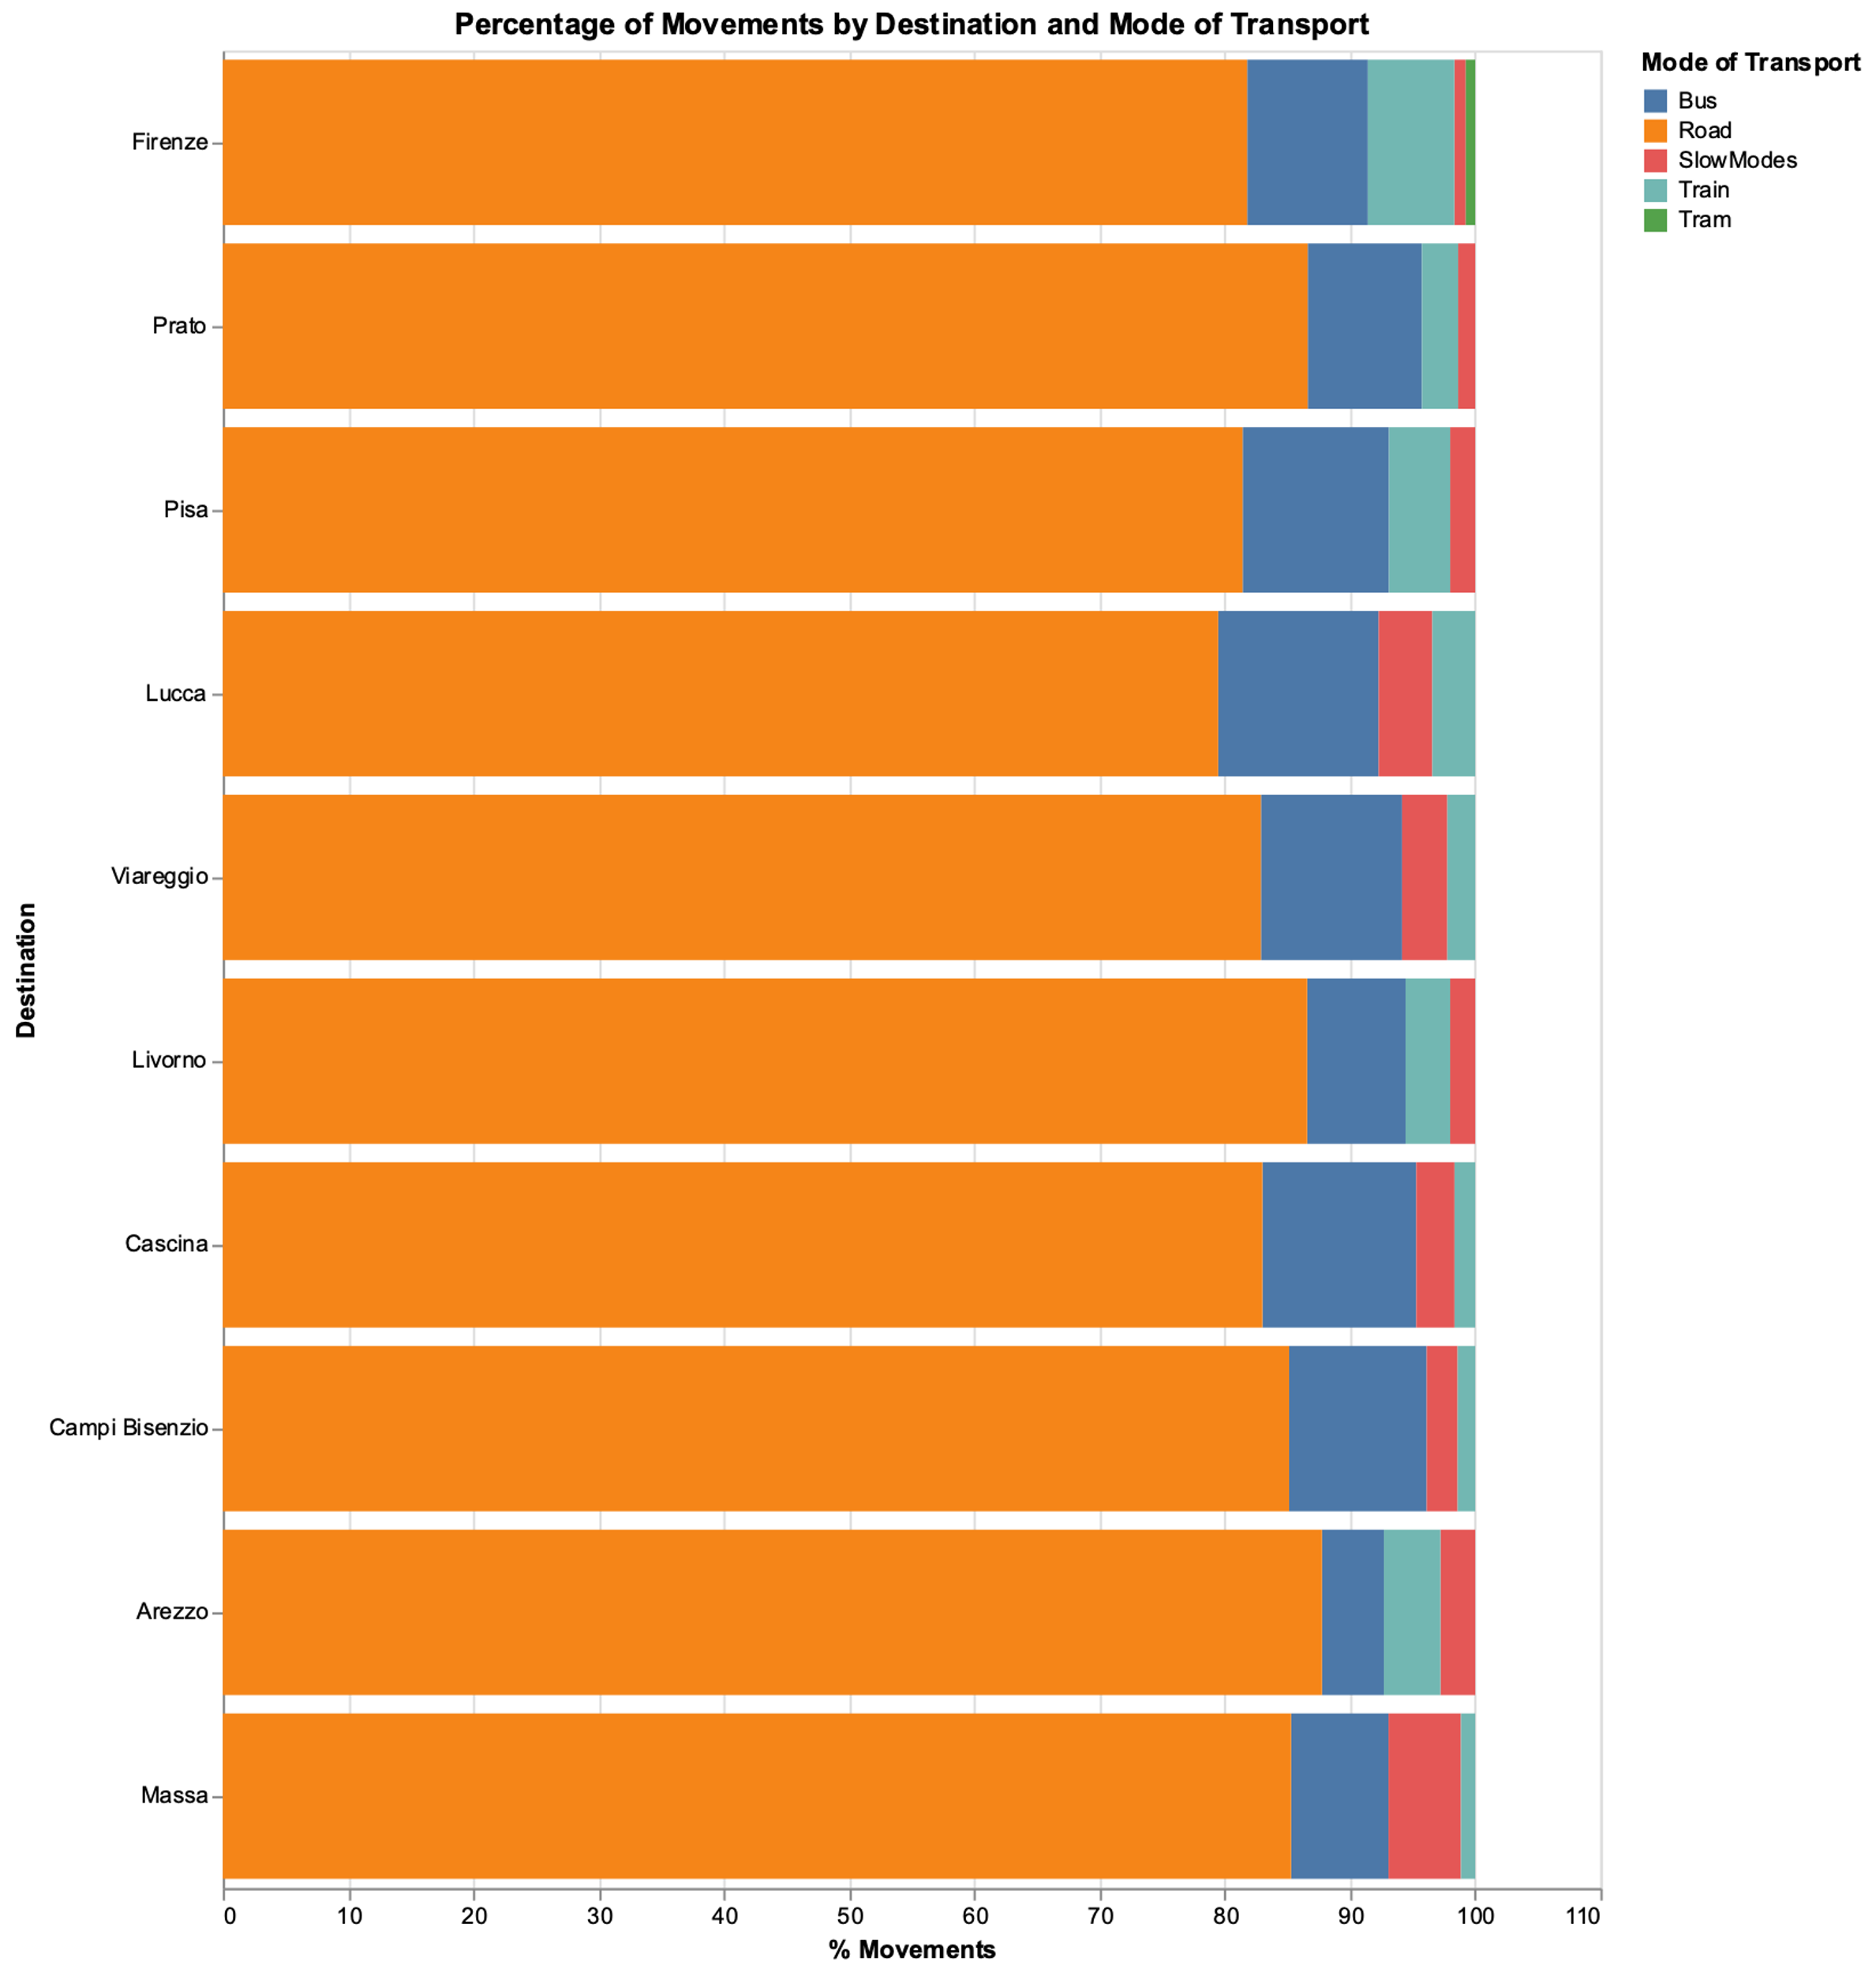 Percentage of Movements by Destination and Mode of Transport
Mode of Transport
Bus
Road
SlowModes
Train
Tram
Destination
Firenze
Prato
Pisa
Lucca
Viareggio
Livorno
Cascina
Campi Bisenzio
Arezzo
Massa
0 10 20 30 40 50 60 70 80 90 100 110
% Movements